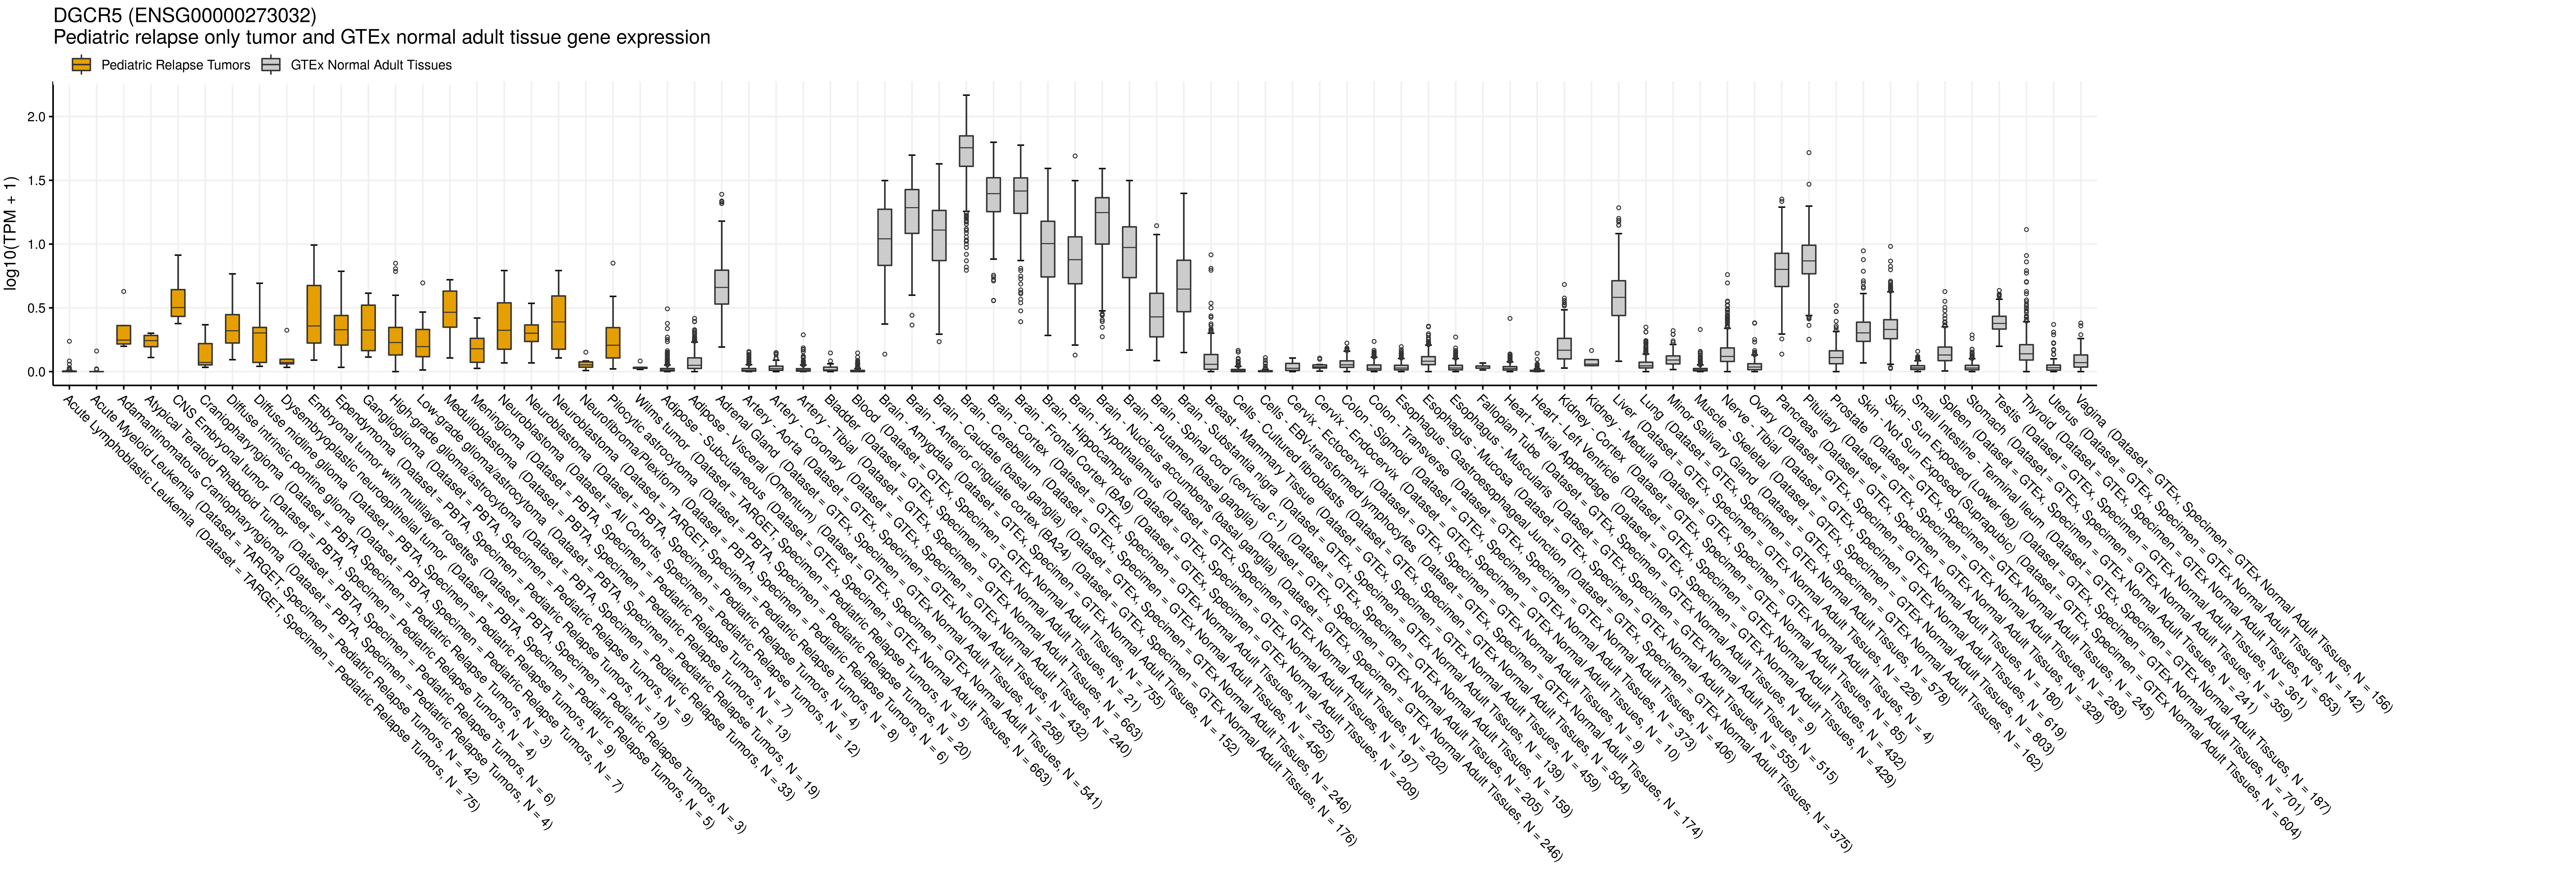 DGCR5 (ENSG00000273032)
Pediatric relapse only tumor and GTEx normal adult tissue gene expression
Pediatric Relapse Tumors
GTEx Normal Adult Tissues
log10(TPM + 1)
2.0
1.5
1.0
0.5
0.0
Acute Lymphoblastic Leukemia (Dataset = TARGET, Specimen = Pediatric Relapse Tumors, N = 75)
Acute Myeloid Leukemia (Dataset = TARGET, Specimen = Pediatric Relapse Tumors, N = 42)
Adamantinomatous Craniopharyngioma (Dataset = PBTA, Specimen = Pediatric Relapse Tumors, N = 4)
Atypical Teratoid Rhabdoid Tumor (Dataset = PBTA, Specimen = Pediatric Relapse Tumors, N = 6)
CNS Embryonal tumor (Dataset = PBTA, Specimen = Pediatric Relapse Tumors, N = 3)
Craniopharyngioma (Dataset = PBTA, Specimen = Pediatric Relapse Tumors, N = 4)
Diffuse intrinsic pontine glioma (Dataset = PBTA, Specimen = Pediatric Relapse Tumors, N = 7)
Diffuse midline glioma (Dataset = PBTA, Specimen = Pediatric Relapse Tumors, N = 9)
Dysembryoplastic neuroepithelial tumor (Dataset = PBTA, Specimen = Pediatric Relapse Tumors, N = 5)
Embryonal tumor with multilayer rosettes (Dataset = PBTA, Specimen = Pediatric Relapse Tumors, N = 3)
Ependymoma (Dataset = PBTA, Specimen = Pediatric Relapse Tumors, N = 19)
Ganglioglioma (Dataset = PBTA, Specimen = Pediatric Relapse Tumors, N = 9)
High-grade glioma/astrocytoma (Dataset = PBTA, Specimen = Pediatric Relapse Tumors, N = 33)
Low-grade glioma/astrocytoma (Dataset = PBTA, Specimen = Pediatric Relapse Tumors, N = 19)
Medulloblastoma (Dataset = PBTA, Specimen = Pediatric Relapse Tumors, N = 13)
Meningioma (Dataset = PBTA, Specimen = Pediatric Relapse Tumors, N = 7)
Neuroblastoma (Dataset = All Cohorts, Specimen = Pediatric Relapse Tumors, N = 12)
Neuroblastoma (Dataset = PBTA, Specimen = Pediatric Relapse Tumors, N = 4)
Neuroblastoma (Dataset = TARGET, Specimen = Pediatric Relapse Tumors, N = 8)
Neurofibroma/Plexiform (Dataset = PBTA, Specimen = Pediatric Relapse Tumors, N = 6)
Pilocytic astrocytoma (Dataset = PBTA, Specimen = Pediatric Relapse Tumors, N = 20)
Wilms tumor (Dataset = TARGET, Specimen = Pediatric Relapse Tumors, N = 5)
Adipose - Subcutaneous (Dataset = GTEx, Specimen = GTEx Normal Adult Tissues, N = 663)
Adipose - Visceral (Omentum) (Dataset = GTEx, Specimen = GTEx Normal Adult Tissues, N = 541)
Adrenal Gland (Dataset = GTEx, Specimen = GTEx Normal Adult Tissues, N = 258)
Artery - Aorta (Dataset = GTEx, Specimen = GTEx Normal Adult Tissues, N = 432)
Artery - Coronary (Dataset = GTEx, Specimen = GTEx Normal Adult Tissues, N = 240)
Artery - Tibial (Dataset = GTEx, Specimen = GTEx Normal Adult Tissues, N = 663)
Bladder (Dataset = GTEx, Specimen = GTEx Normal Adult Tissues, N = 21)
Blood (Dataset = GTEx, Specimen = GTEx Normal Adult Tissues, N = 755)
Brain - Amygdala (Dataset = GTEx, Specimen = GTEx Normal Adult Tissues, N = 152)
Brain - Anterior cingulate cortex (BA24) (Dataset = GTEx, Specimen = GTEx Normal Adult Tissues, N = 176)
Brain - Caudate (basal ganglia) (Dataset = GTEx, Specimen = GTEx Normal Adult Tissues, N = 246)
Brain - Cerebellum (Dataset = GTEx, Specimen = GTEx Normal Adult Tissues, N = 456)
Brain - Cortex (Dataset = GTEx, Specimen = GTEx Normal Adult Tissues, N = 255)
Brain - Frontal Cortex (BA9) (Dataset = GTEx, Specimen = GTEx Normal Adult Tissues, N = 209)
Brain - Hippocampus (Dataset = GTEx, Specimen = GTEx Normal Adult Tissues, N = 197)
Brain - Hypothalamus (Dataset = GTEx, Specimen = GTEx Normal Adult Tissues, N = 202)
Brain - Nucleus accumbens (basal ganglia) (Dataset = GTEx, Specimen = GTEx Normal Adult Tissues, N = 246)
Brain - Putamen (basal ganglia) (Dataset = GTEx, Specimen = GTEx Normal Adult Tissues, N = 205)
Brain - Spinal cord (cervical c-1) (Dataset = GTEx, Specimen = GTEx Normal Adult Tissues, N = 159)
Brain - Substantia nigra (Dataset = GTEx, Specimen = GTEx Normal Adult Tissues, N = 139)
Breast - Mammary Tissue (Dataset = GTEx, Specimen = GTEx Normal Adult Tissues, N = 459)
Cells - Cultured fibroblasts (Dataset = GTEx, Specimen = GTEx Normal Adult Tissues, N = 504)
Cells - EBV-transformed lymphocytes (Dataset = GTEx, Specimen = GTEx Normal Adult Tissues, N = 174)
Cervix - Ectocervix (Dataset = GTEx, Specimen = GTEx Normal Adult Tissues, N = 9)
Cervix - Endocervix (Dataset = GTEx, Specimen = GTEx Normal Adult Tissues, N = 10)
Colon - Sigmoid (Dataset = GTEx, Specimen = GTEx Normal Adult Tissues, N = 373)
Colon - Transverse (Dataset = GTEx, Specimen = GTEx Normal Adult Tissues, N = 406)
Esophagus - Gastroesophageal Junction (Dataset = GTEx, Specimen = GTEx Normal Adult Tissues, N = 375)
Esophagus - Mucosa (Dataset = GTEx, Specimen = GTEx Normal Adult Tissues, N = 555)
Esophagus - Muscularis (Dataset = GTEx, Specimen = GTEx Normal Adult Tissues, N = 515)
Fallopian Tube (Dataset = GTEx, Specimen = GTEx Normal Adult Tissues, N = 9)
Heart - Atrial Appendage (Dataset = GTEx, Specimen = GTEx Normal Adult Tissues, N = 429)
Heart - Left Ventricle (Dataset = GTEx, Specimen = GTEx Normal Adult Tissues, N = 432)
Kidney - Cortex (Dataset = GTEx, Specimen = GTEx Normal Adult Tissues, N = 85)
Kidney - Medulla (Dataset = GTEx, Specimen = GTEx Normal Adult Tissues, N = 4)
Liver (Dataset = GTEx, Specimen = GTEx Normal Adult Tissues, N = 226)
Lung (Dataset = GTEx, Specimen = GTEx Normal Adult Tissues, N = 578)
Minor Salivary Gland (Dataset = GTEx, Specimen = GTEx Normal Adult Tissues, N = 162)
Muscle - Skeletal (Dataset = GTEx, Specimen = GTEx Normal Adult Tissues, N = 803)
Nerve - Tibial (Dataset = GTEx, Specimen = GTEx Normal Adult Tissues, N = 619)
Ovary (Dataset = GTEx, Specimen = GTEx Normal Adult Tissues, N = 180)
Pancreas (Dataset = GTEx, Specimen = GTEx Normal Adult Tissues, N = 328)
Pituitary (Dataset = GTEx, Specimen = GTEx Normal Adult Tissues, N = 283)
Prostate (Dataset = GTEx, Specimen = GTEx Normal Adult Tissues, N = 245)
Skin - Not Sun Exposed (Suprapubic) (Dataset = GTEx, Specimen = GTEx Normal Adult Tissues, N = 604)
Skin - Sun Exposed (Lower leg) (Dataset = GTEx, Specimen = GTEx Normal Adult Tissues, N = 701)
Small Intestine - Terminal Ileum (Dataset = GTEx, Specimen = GTEx Normal Adult Tissues, N = 187)
Spleen (Dataset = GTEx, Specimen = GTEx Normal Adult Tissues, N = 241)
Stomach (Dataset = GTEx, Specimen = GTEx Normal Adult Tissues, N = 359)
Testis (Dataset = GTEx, Specimen = GTEx Normal Adult Tissues, N = 361)
Thyroid (Dataset = GTEx, Specimen = GTEx Normal Adult Tissues, N = 653)
Uterus (Dataset = GTEx, Specimen = GTEx Normal Adult Tissues, N = 142)
Vagina (Dataset = GTEx, Specimen = GTEx Normal Adult Tissues, N = 156)